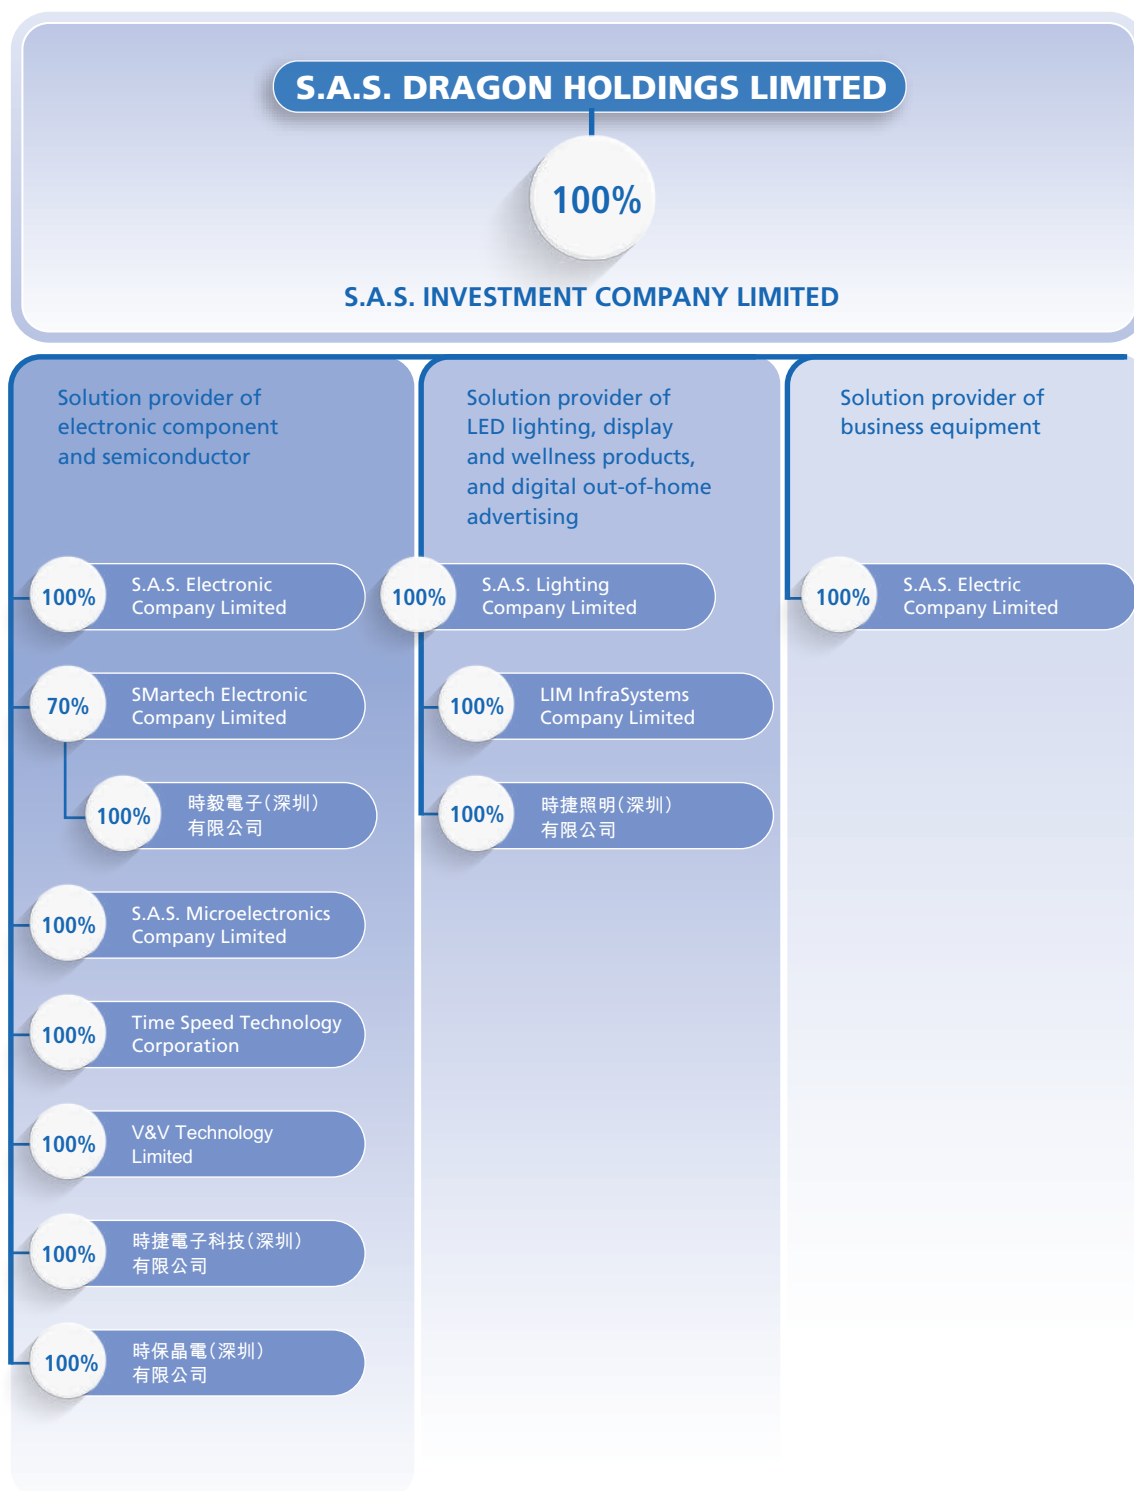 S.A.S. DRAGON HOLDINGS LIMITED
100%
S.A.S. INVESTMENT COMPANY LIMITED
Solution provider of
electronic component
and semiconductor
100%
S.A.S. Electronic
Company Limited
70%
SMartech Electronic
Company Limited
100%
時毅電子(深圳)
有限公司
100%
S.A.S. Microelectronics
Company Limited
100%
Time Speed Technology
Corporation
100%
V&V Technology
Limited
100%
時捷電子科技(深圳)
有限公司
100%
時保晶電(深圳)
有限公司
Solution provider of
LED lighting, display
and wellness products,
and digital out-of-home
advertising
100%
S.A.S. Lighting
Company Limited
100%
LIM InfraSystems
Company Limited
100%
時捷照明(深圳)
有限公司
Solution provider of
business equipment
100%
S.A.S. Electric
Company Limited